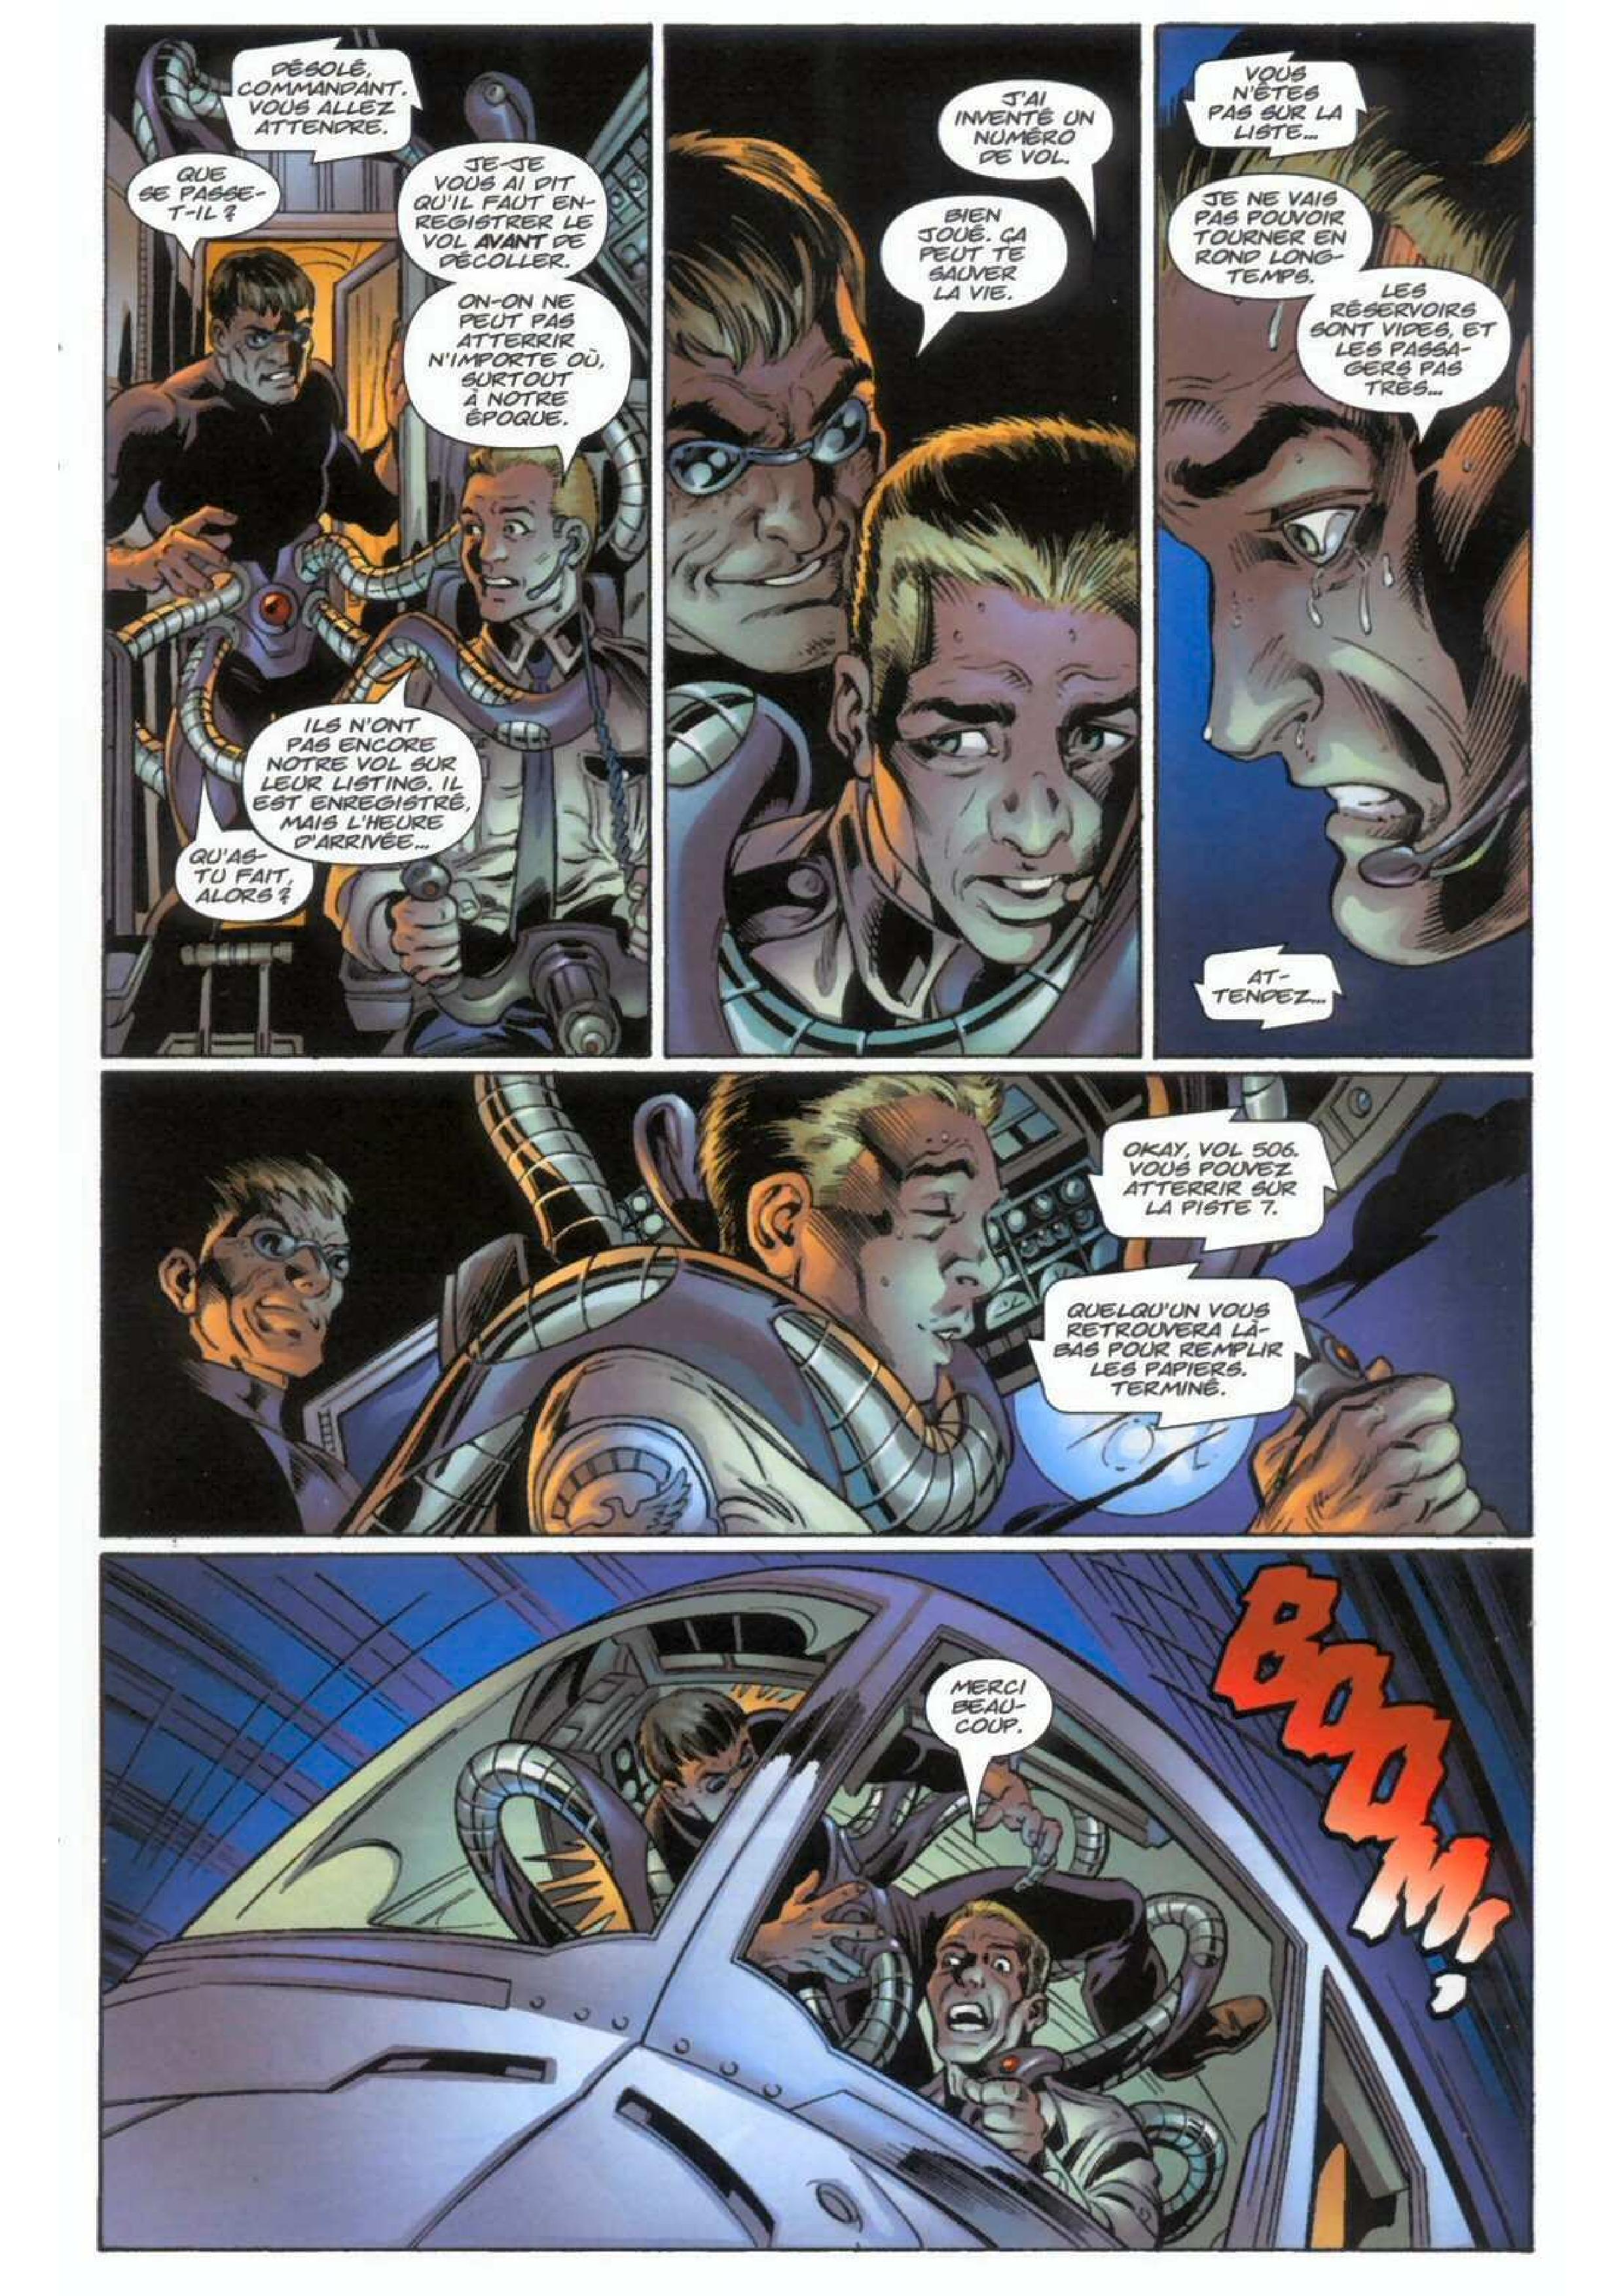 DÉSOLÉ,
COMMANDANT.
VOUS ALLEZ
ATTENDRE.
QUE
SE PASSE-
T-IL ?
JE-JE
VOUS AI DIT
QU'IL FAUT EN-
REGISTRER LE
VOL AVANT DE
DÉCOLLER.
ON-ON NE
PEUT PAS
ATTERRIR
N'IMPORTE OÙ,
SURTOUT
À NOTRE
ÉPOQUE.
ILS N'ONT
PAS ENCORE
NOTRE VOL SUR
LEUR LISTING. IL
EST ENREGISTRÉ,
MAIS L'HEURE
D'ARRIVÉE...
QU'AS-
TU FAIT,
ALORS ?
J'AI
INVENTÉ UN
NUMÉRO
DE VOL.
BIEN
JOUÉ. ÇA
PEUT TE
SAUVER
LA VIE.
VOUS
N'ÊTES
PAS SUR LA
LISTE...
JE NE VAIS
PAS POUVOIR
TOURNER EN
ROND LONG-
TEMPS.
LES
RÉSERVOIRS
SONT VIDES, ET
LES PASSA-
GERS PAS
TRÈS...
AT-
TENDEZ...
OKAY, VOL 506.
VOUS POUVEZ
ATTERRIR SUR
LA PISTE 7.
QUELQU'UN VOUS
RETROUVERA LÀ-
BAS POUR REMPLIR
LES PAPIERS.
TERMINÉ.
MERCI
BEAU-
COUP.
BOOM!